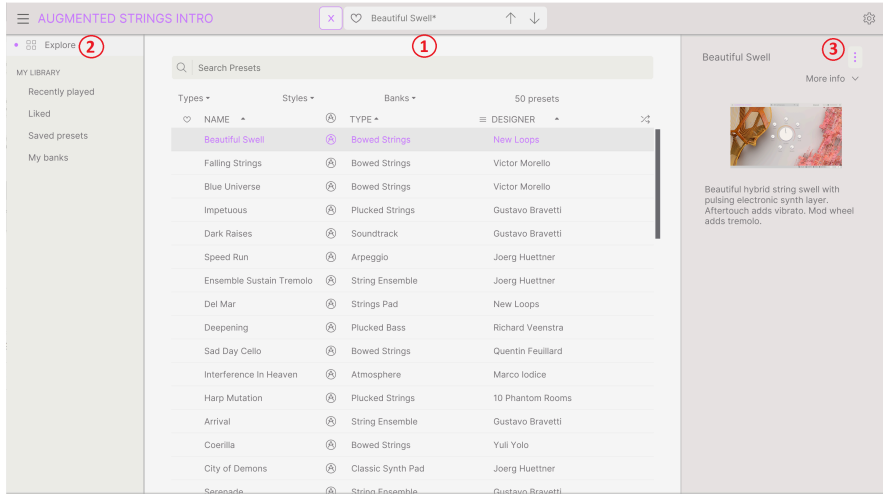 AUGMENTED STRINGS INTRO
X
Beautiful Swell*
1
Explore
2
MY LIBRARY
Recently played
Liked
Saved presets
My banks
Search Presets
Types
Styles
Banks
50 presets
NAME TYPE DESIGNER
Beautiful Swell Bowed Strings New Loops
Falling Strings Bowed Strings Victor Morello
Blue Universe Bowed Strings Victor Morello
Impetuous Plucked Strings Gustavo Bravetti
Dark Raises Soundtrack Gustavo Bravetti
Speed Run Arpeggio Joerg Huettner
Ensemble Sustain Tremolo String Ensemble Joerg Huettner
Del Mar Strings Pad New Loops
Deepening Plucked Bass Richard Veenstra
Sad Day Cello Bowed Strings Quentin Feuillard
Interference In Heaven Atmosphere Marco Iodice
Harp Mutation Plucked Strings 10 Phantom Rooms
Arrival String Ensemble Gustavo Bravetti
Coerilla Bowed Strings Yuli Yolo
City of Demons Classic Synth Pad Joerg Huettner
Serenade String Ensemble Gustavo Bravetti
3
Beautiful Swell
More info
Beautiful hybrid string swell with
pulsing electronic synth layer.
Aftertouch adds vibrato. Mod wheel
adds tremolo.